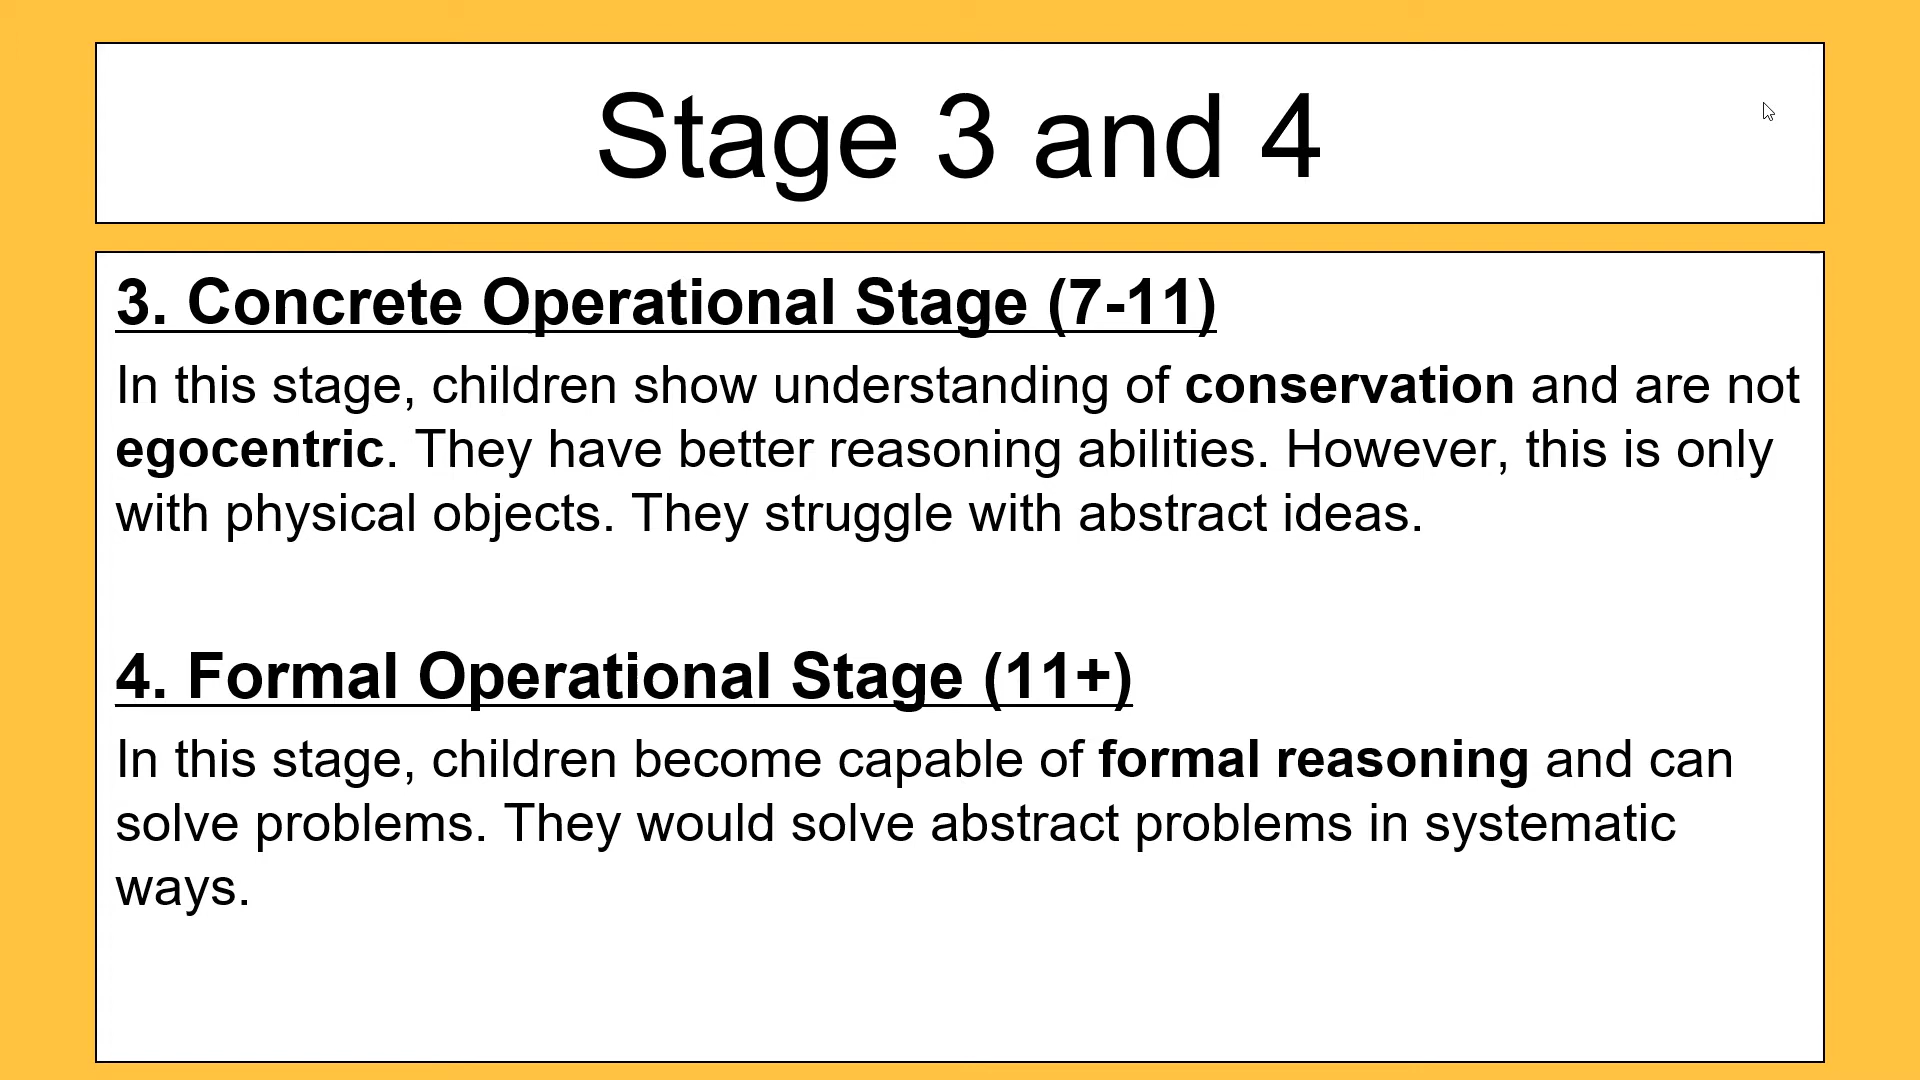 Stage 3 and 4
3. Concrete Operational Stage (7-11)
In this stage, children show understanding of conservation and are not
egocentric. They have better reasoning abilities. However, this is only
with physical objects. They struggle with abstract ideas.
4. Formal Operational Stage (11+)
In this stage, children become capable of formal reasoning and can
solve problems. They would solve abstract problems in systematic
ways.